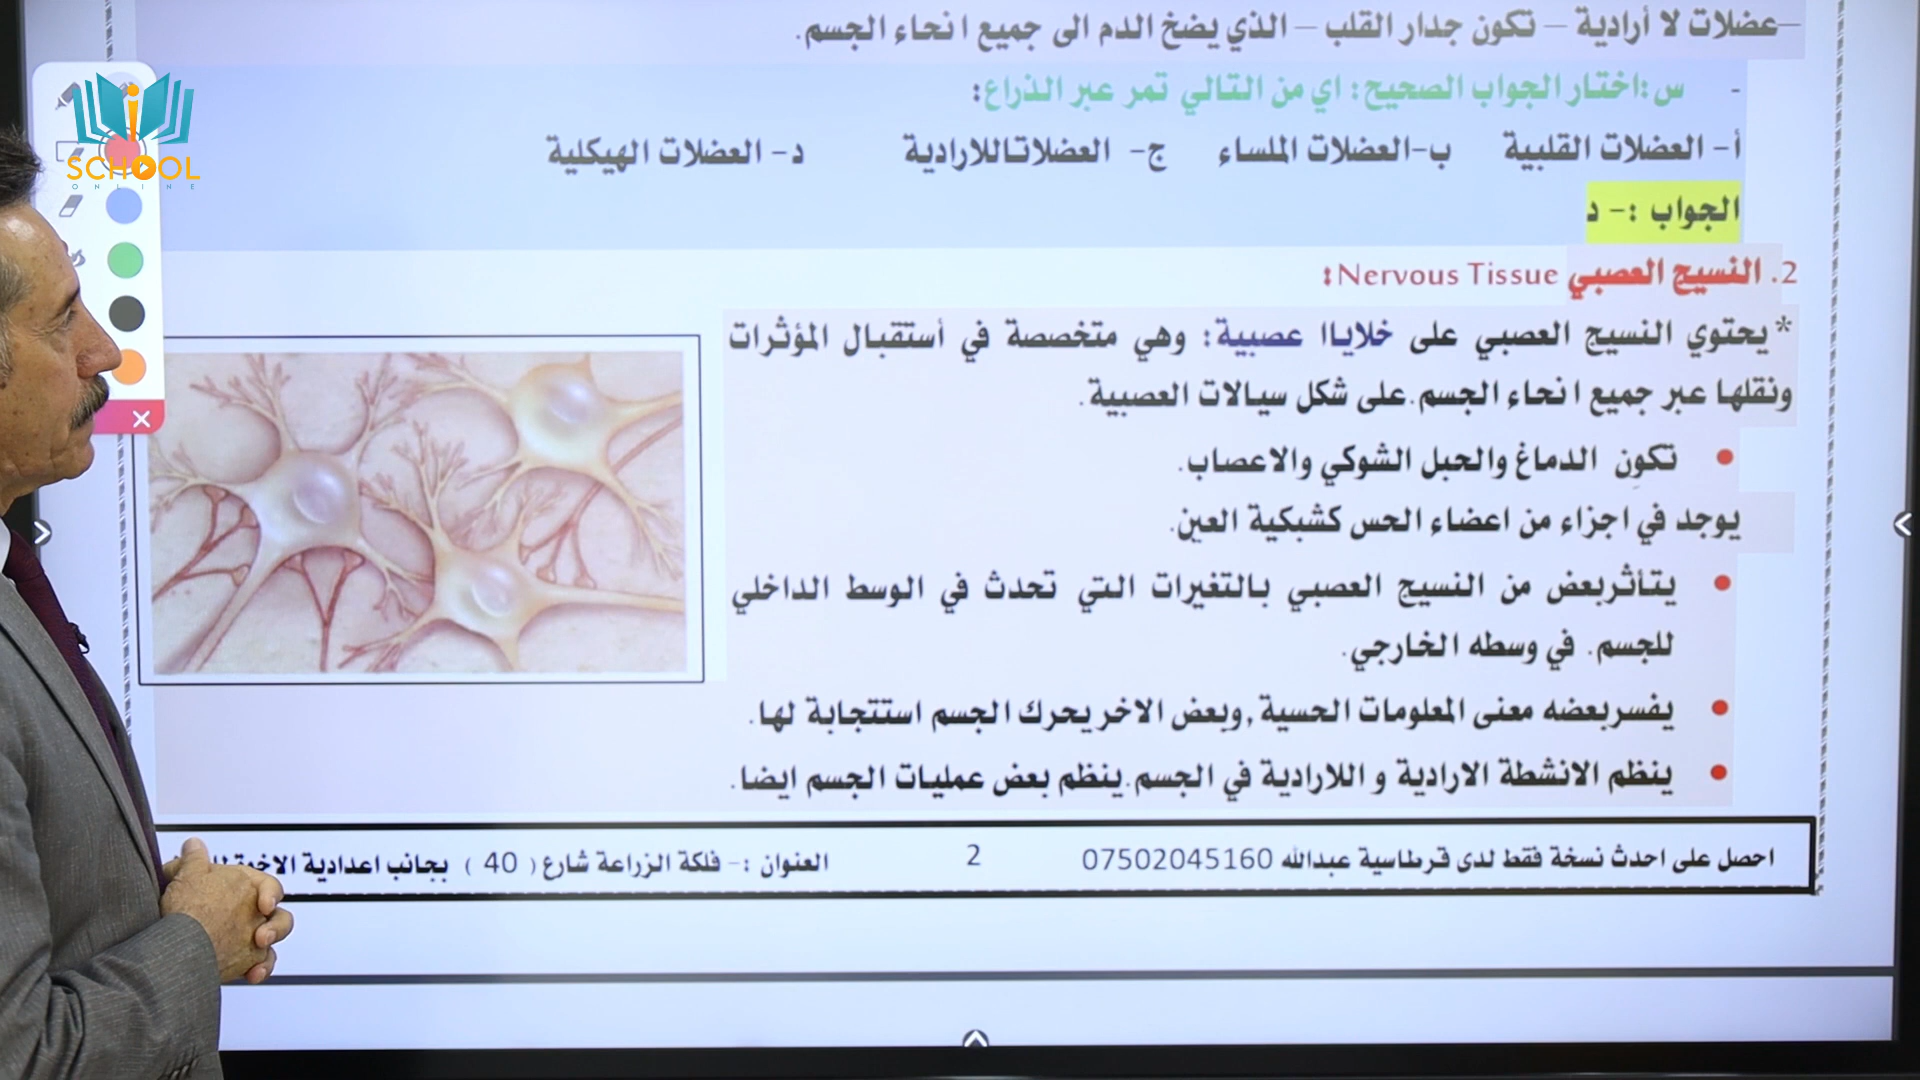 –عضلات لا أرادية – تكون جدار القلب – الذي يضخ الدم الى جميع انحاء الجسم.
- س:اختار الجواب الصحيح: اي من التالي تمر عبر الذراع:
أ- العضلات القلبية ب-العضلات الملساء ج- العضلاتاللارادية د- العضلات الهيكلية
الجواب :- د
2. النسيج العصبي Nervous Tissue:
*يحتوي النسيج العصبي على خلاياا عصبية: وهي متخصصة في أستقبال المؤثرات
ونقلها عبر جميع انحاء الجسم.على شكل سيالات العصبية.
• تكون الدماغ والحبل الشوكي والاعصاب.
يوجد في اجزاء من اعضاء الحس كشبكية العين.
• يتأثربعض من النسيج العصبي بالتغيرات التي تحدث في الوسط الداخلي
للجسم. في وسطه الخارجي.
• يفسربعضه معنى المعلومات الحسية,وبعض الاخريحرك الجسم استتجابة لها.
• ينظم الانشطة الارادية و اللارادية في الجسم.ينظم بعض عمليات الجسم ايضا.
احصل على احدث نسخة فقط لدى قرطاسية عبدالله 07502045160 2 العنوان :- فلكة الزراعة شارع ( 40 ) بجانب اعدادية الاخوة
i SCHOOL
ONLINE